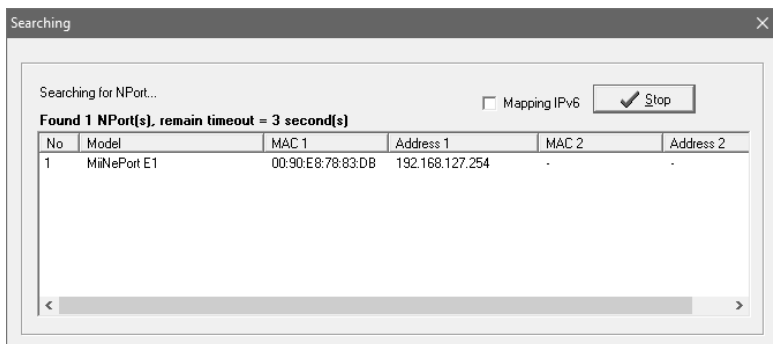 Searching
Searching for NPort...
Mapping IPv6
Stop
Found 1 NPort(s), remain timeout = 3 second(s)
No Model MAC 1 Address 1 MAC 2 Address 2
1 MiiNePort E1 00:90:E8:78:83:DB 192.168.127.254 - -